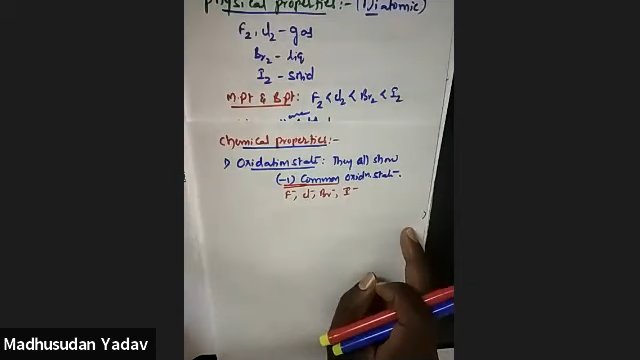 Physical properties:- (Diatomic)
F₂, Cl₂ - gas
Br₂ - liq
I₂ - solid
M.Pt & B.pt: F₂ < Cl₂ < Br₂ < I₂
Chemical properties:-
1) Oxidation state: They all show
(-1) Common oxidn. state.
F⁻, Cl⁻, Br⁻, I⁻
Madhusudan Yadav